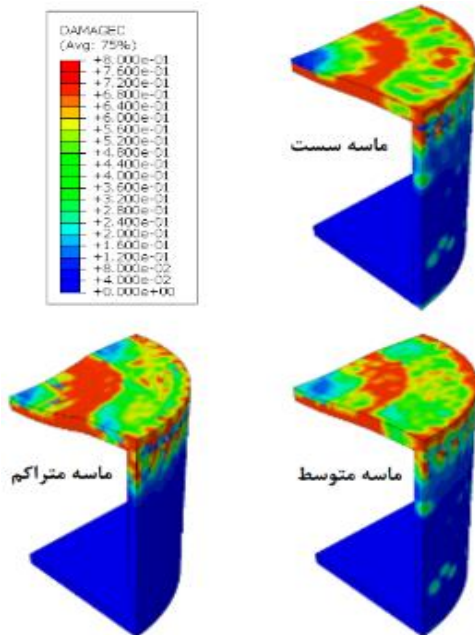 DAMAGEC
(Avg: 75%)
+8.000e-01
+7.600e-01
+7.200e-01
+6.800e-01
+6.400e-01
+6.000e-01
+5.600e-01
+5.200e-01
+4.800e-01
+4.400e-01
+4.000e-01
+3.600e-01
+3.200e-01
+2.800e-01
+2.400e-01
+2.000e-01
+1.600e-01
+1.200e-01
+8.000e-02
+4.000e-02
+0.000e+00
ماسه سست
ماسه متراکم
ماسه متوسط